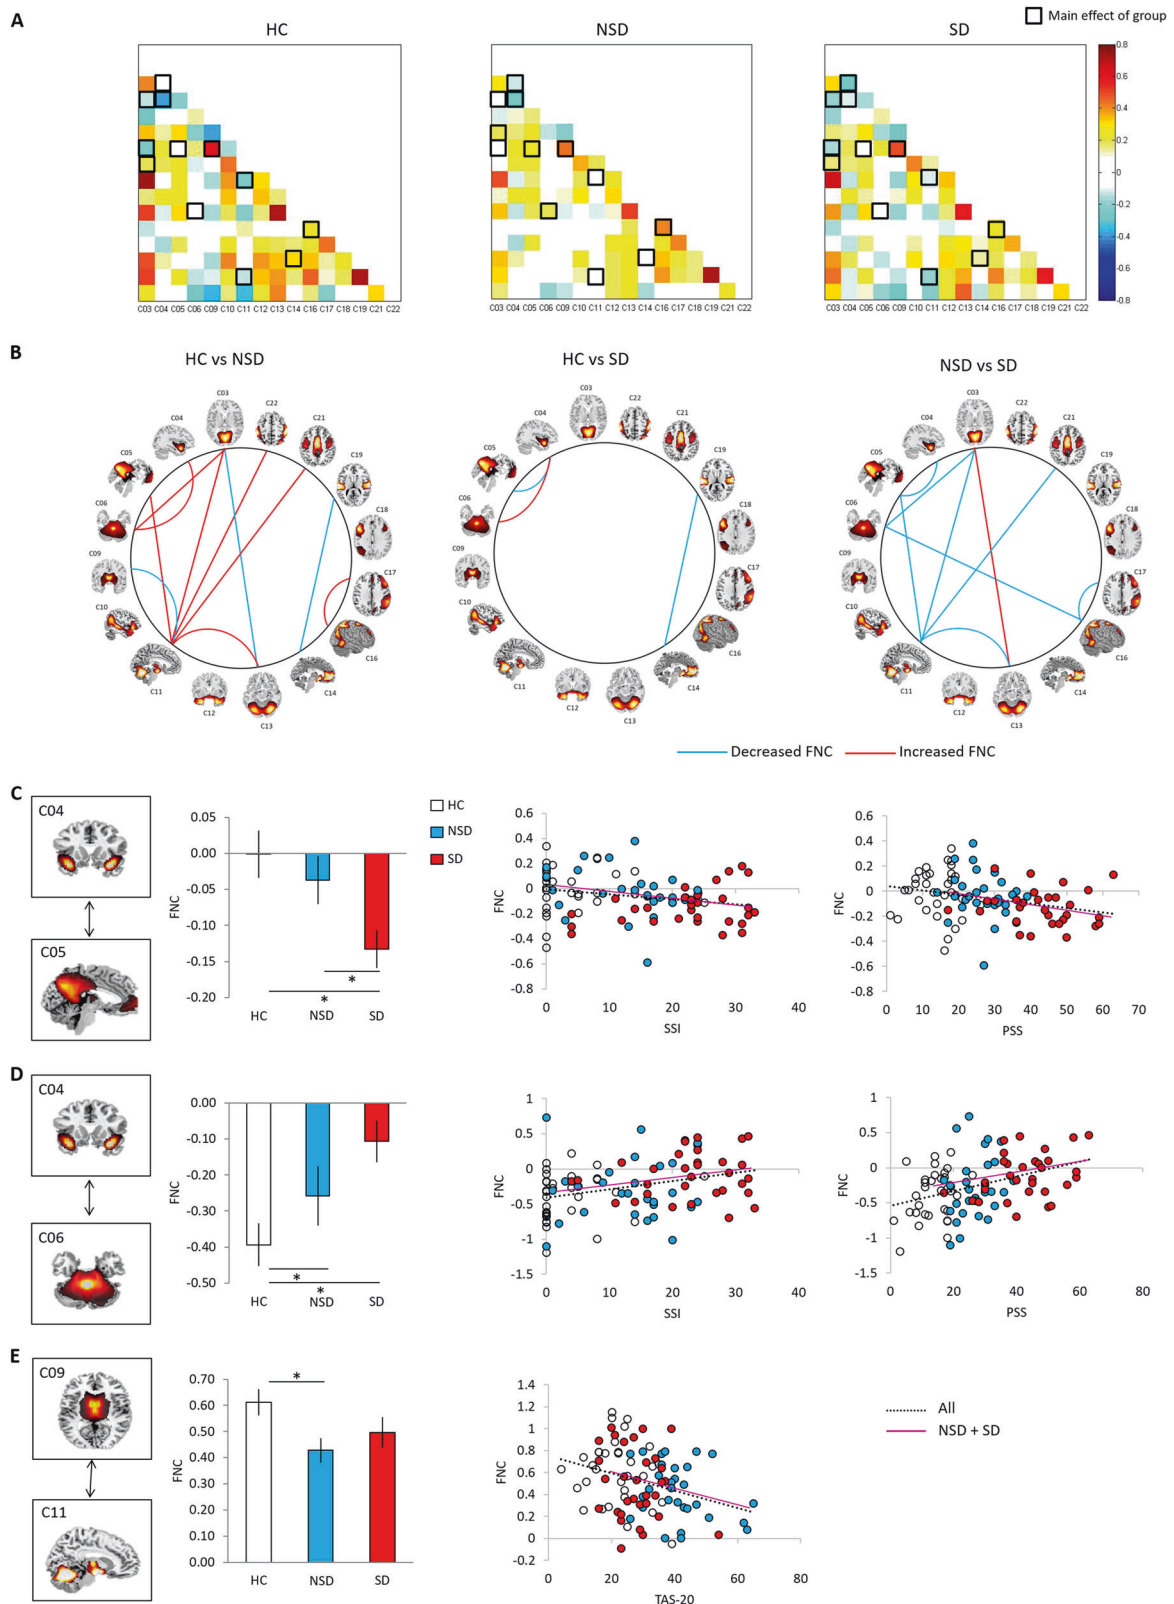 A
HC
NSD
SD
Main effect of group
0.8
0.6
0.4
0.2
0
-0.2
-0.4
-0.6
-0.8
C03 C04 C05 C06 C09 C10 C11 C12 C13 C14 C16 C17 C18 C19 C21 C22
C03 C04 C05 C06 C09 C10 C11 C12 C13 C14 C16 C17 C18 C19 C21 C22
C03 C04 C05 C06 C09 C10 C11 C12 C13 C14 C16 C17 C18 C19 C21 C22
B
HC vs NSD
C03
C22
C21
C19
C18
C17
C16
C14
C13
C12
C11
C10
C09
C06
C05
C04
HC vs SD
C03
C22
C21
C19
C18
C17
C16
C14
C13
C12
C11
C10
C09
C06
C05
C04
NSD vs SD
C03
C22
C21
C19
C18
C17
C16
C14
C13
C12
C11
C10
C09
C06
C05
C04
Decreased FNC
Increased FNC
C
C04
C05
FNC
0.05
0.00
-0.05
-0.10
-0.15
-0.20
HC NSD SD
*
*
HC
NSD
SD
FNC
0.6
0.4
0.2
0
-0.2
-0.4
-0.6
-0.8
0 10 20 30 40
SSI
FNC
0.6
0.4
0.2
0
-0.2
-0.4
-0.6
-0.8
0 10 20 30 40 50 60 70
PSS
D
C04
C06
FNC
0.00
-0.10
-0.20
-0.30
-0.40
-0.50
HC NSD SD
*
*
FNC
1
0.5
0
-0.5
-1
-1.5
0 10 20 30 40
SSI
FNC
1
0.5
0
-0.5
-1
-1.5
0 20 40 60 80
PSS
E
C09
C11
FNC
0.70
0.60
0.50
0.40
0.30
0.20
0.10
0.00
HC NSD SD
*
FNC
1.4
1.2
1
0.8
0.6
0.4
0.2
0
-0.2
0 20 40 60 80
TAS-20
All
NSD + SD